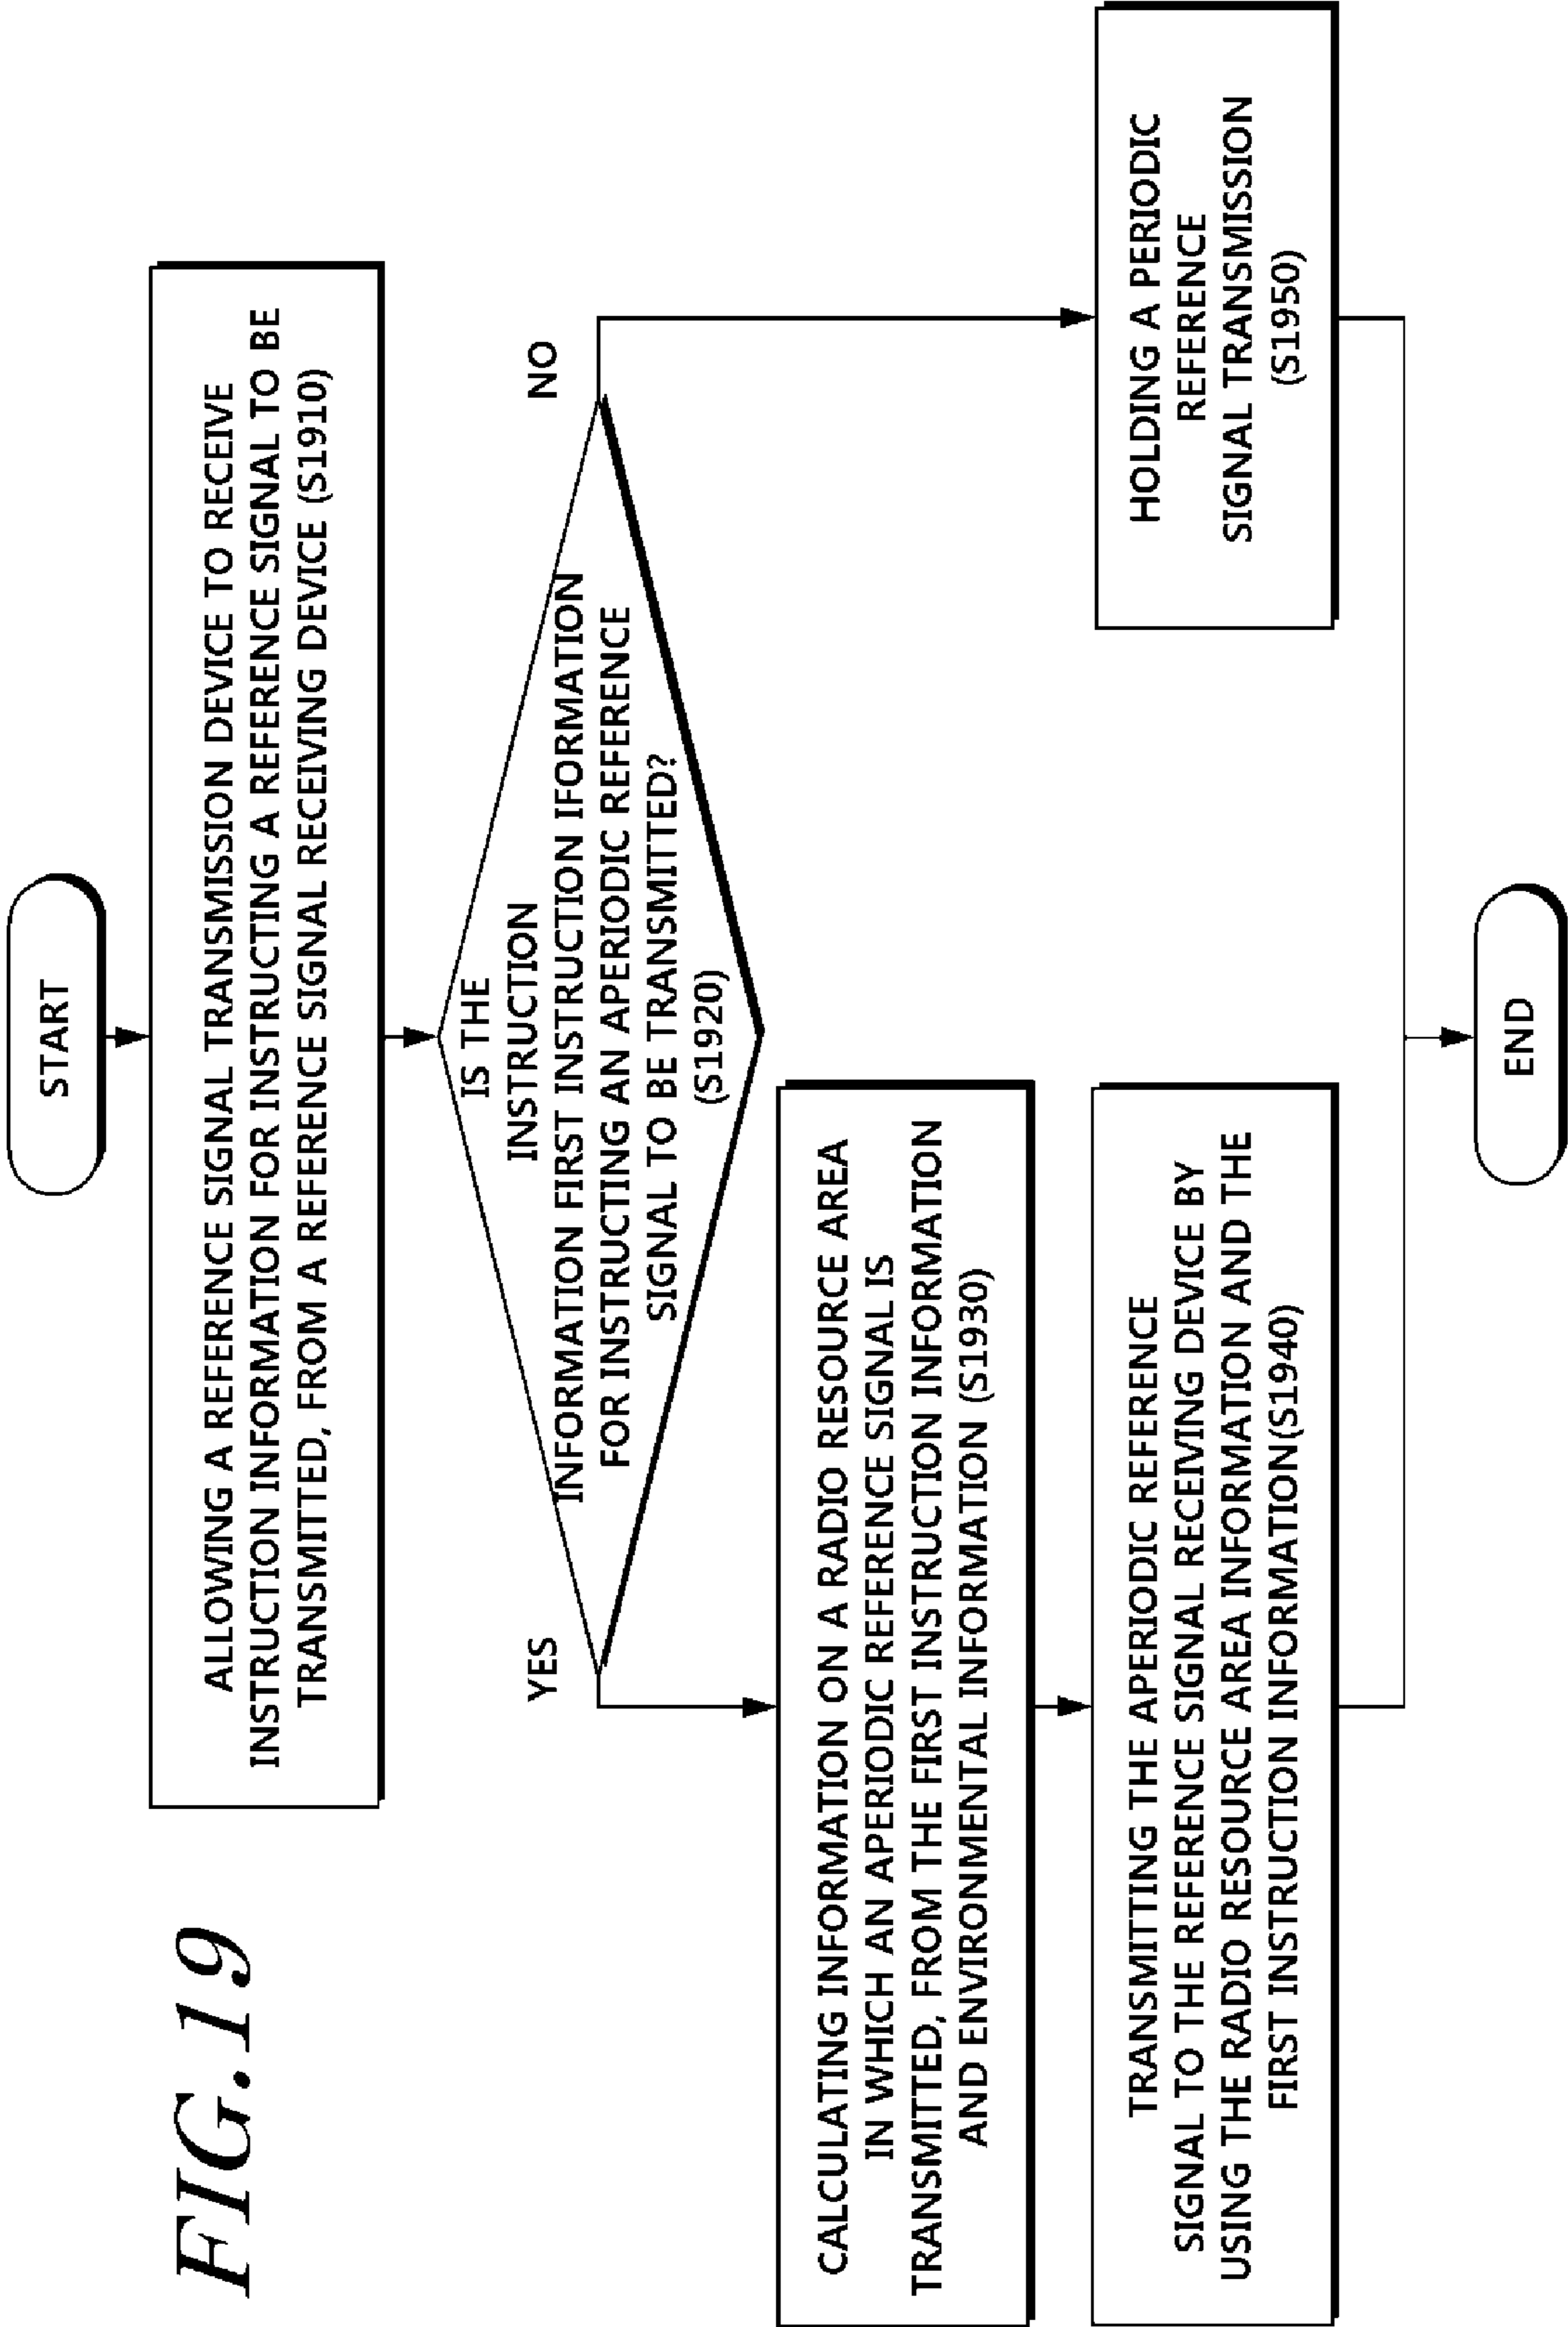 FIG.19
START
ALLOWING A REFERENCE SIGNAL TRANSMISSION DEVICE TO RECEIVE
INSTRUCTION INFORMATION FOR INSTRUCTING A REFERENCE SIGNAL TO BE
TRANSMITTED, FROM A REFERENCE SIGNAL RECEIVING DEVICE (S1910)
IS THE
INSTRUCTION
INFORMATION FIRST INSTRUCTION IFORMATION
FOR INSTRUCTING AN APERIODIC REFERENCE
SIGNAL TO BE TRANSMITTED?
(S1920)
YES
NO
CALCULATING INFORMATION ON A RADIO RESOURCE AREA
IN WHICH AN APERIODIC REFERENCE SIGNAL IS
TRANSMITTED, FROM THE FIRST INSTRUCTION INFORMATION
AND ENVIRONMENTAL INFORMATION (S1930)
TRANSMITTING THE APERIODIC REFERENCE
SIGNAL TO THE REFERENCE SIGNAL RECEIVING DEVICE BY
USING THE RADIO RESOURCE AREA INFORMATION AND THE
FIRST INSTRUCTION INFORMATION(S1940)
HOLDING A PERIODIC
REFERENCE
SIGNAL TRANSMISSION
(S1950)
END